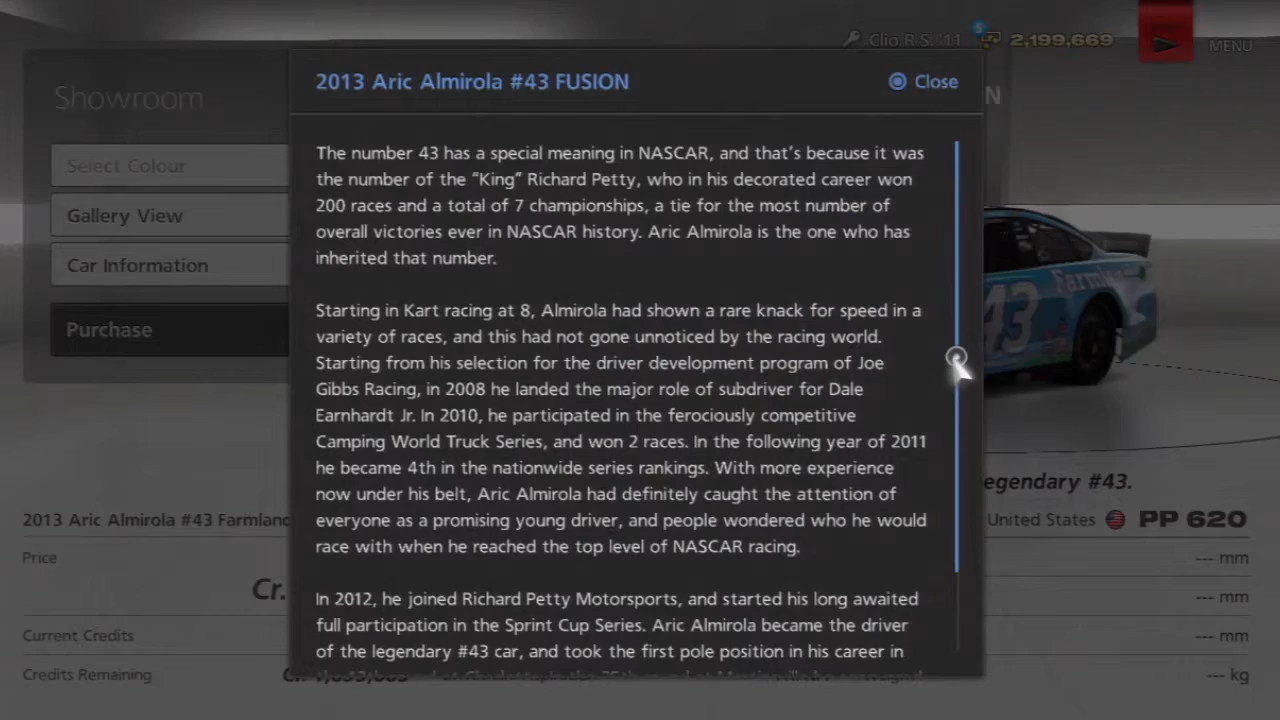 Clio R.S. '11
2,199,669
MENU
2013 Aric Almirola #43 FUSION
Close
Showroom
N
The number 43 has a special meaning in NASCAR, and that's because it was
the number of the "King" Richard Petty, who in his decorated career won
200 races and a total of 7 championships, a tie for the most number of
overall victories ever in NASCAR history. Aric Almirola is the one who has
inherited that number.
Select Colour
Gallery View
Car Information
Purchase
Starting in Kart racing at 8, Almirola had shown a rare knack for speed in a
variety of races, and this had not gone unnoticed by the racing world.
Starting from his selection for the driver development program of Joe
Gibbs Racing, in 2008 he landed the major role of subdriver for Dale
Earnhardt Jr. In 2010, he participated in the ferociously competitive
Camping World Truck Series, and won 2 races. In the following year of 2011
he became 4th in the nationwide series rankings. With more experience
now under his belt, Aric Almirola had definitely caught the attention of
everyone as a promising young driver, and people wondered who he would
race with when he reached the top level of NASCAR racing.
In 2012, he joined Richard Petty Motorsports, and started his long awaited
full participation in the Sprint Cup Series. Aric Almirola became the driver
of the legendary #43 car, and took the first pole position in his career in
Farmland
43
egendary #43.
2013 Aric Almirola #43 Farmland
United States PP 620
Price
Cr.
Current Credits
Credits Remaining
--- mm
--- mm
--- mm
--- kg